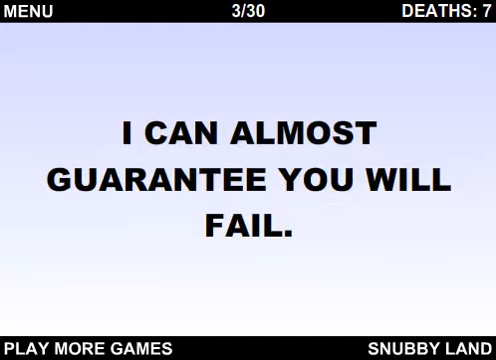 MENU 3/30 DEATHS: 7
I CAN ALMOST
GUARANTEE YOU WILL
FAIL.
PLAY MORE GAMES SNUBBY LAND